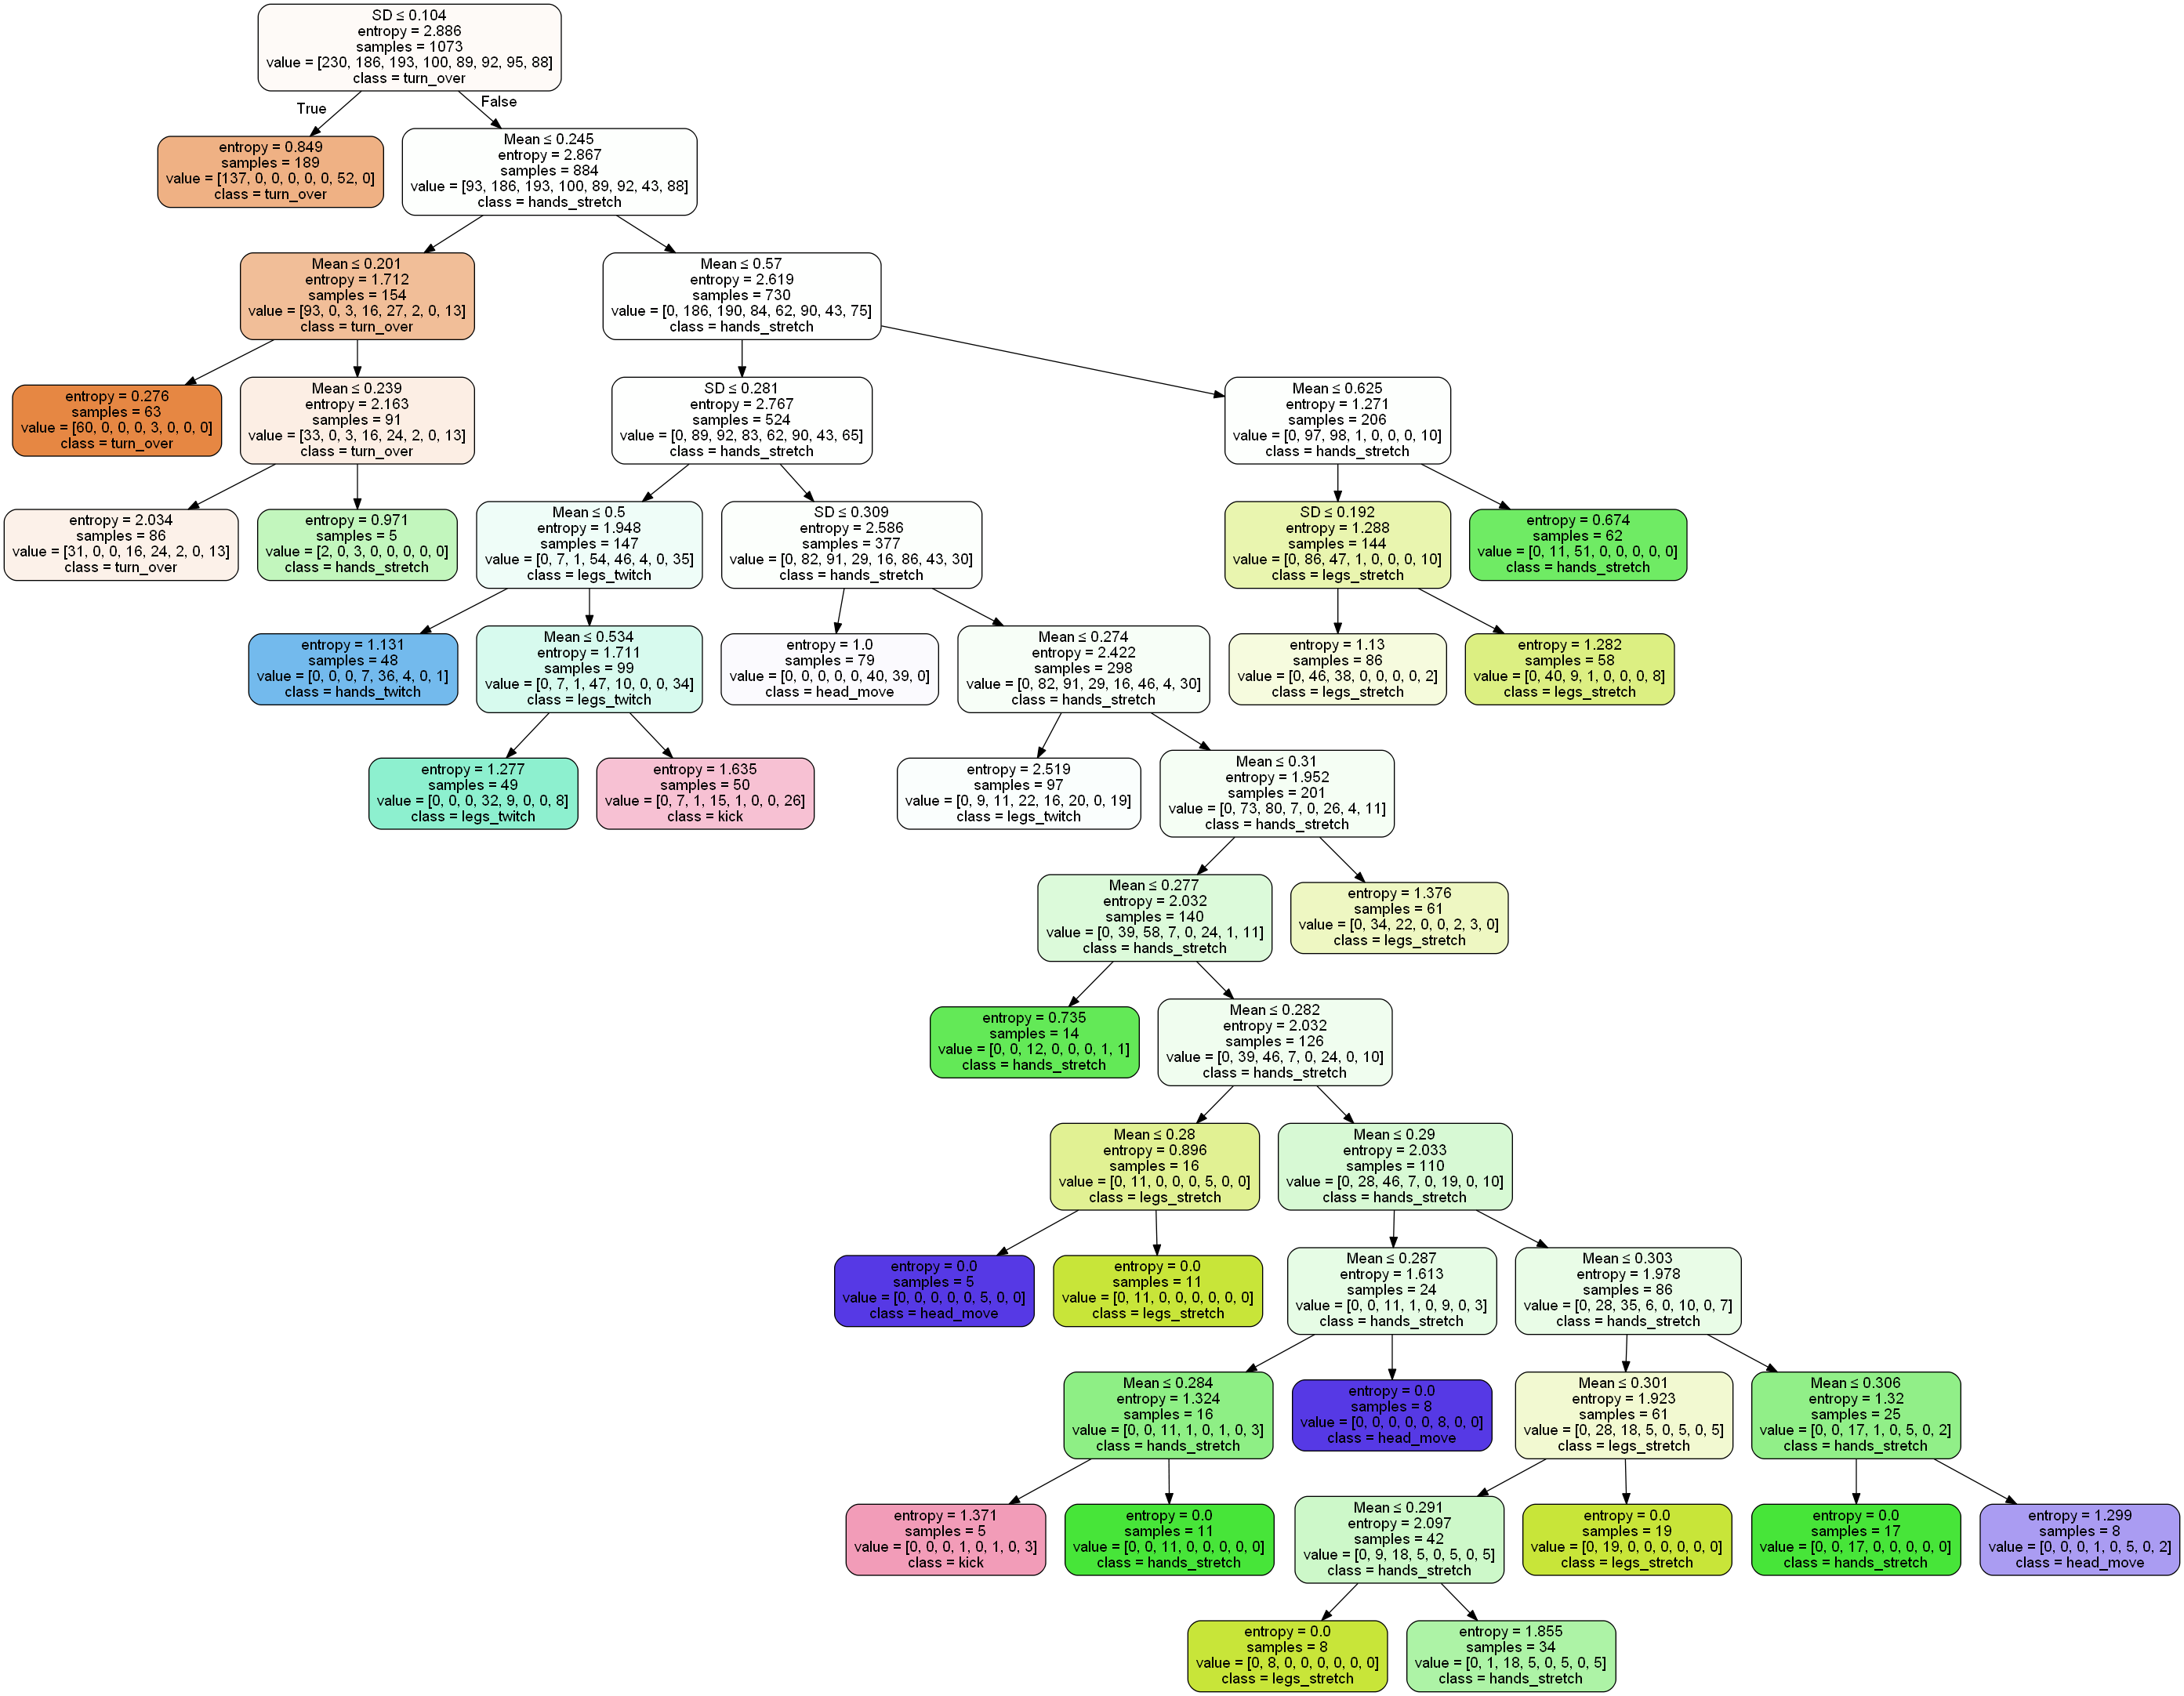 SD ≤ 0.104
entropy = 2.886
samples = 1073
value = [230, 186, 193, 100, 89, 92, 95, 88]
class = turn_over
True
False
entropy = 0.849
samples = 189
value = [137, 0, 0, 0, 0, 0, 52, 0]
class = turn_over
Mean ≤ 0.245
entropy = 2.867
samples = 884
value = [93, 186, 193, 100, 89, 92, 43, 88]
class = hands_stretch
Mean ≤ 0.201
entropy = 1.712
samples = 154
value = [93, 0, 3, 16, 27, 2, 0, 13]
class = turn_over
Mean ≤ 0.57
entropy = 2.619
samples = 730
value = [0, 186, 190, 84, 62, 90, 43, 75]
class = hands_stretch
entropy = 0.276
samples = 63
value = [60, 0, 0, 0, 3, 0, 0, 0]
class = turn_over
Mean ≤ 0.239
entropy = 2.163
samples = 91
value = [33, 0, 3, 16, 24, 2, 0, 13]
class = turn_over
SD ≤ 0.281
entropy = 2.767
samples = 524
value = [0, 89, 92, 83, 62, 90, 43, 65]
class = hands_stretch
Mean ≤ 0.625
entropy = 1.271
samples = 206
value = [0, 97, 98, 1, 0, 0, 0, 10]
class = hands_stretch
entropy = 2.034
samples = 86
value = [31, 0, 0, 16, 24, 2, 0, 13]
class = turn_over
entropy = 0.971
samples = 5
value = [2, 0, 3, 0, 0, 0, 0, 0]
class = hands_stretch
Mean ≤ 0.5
entropy = 1.948
samples = 147
value = [0, 7, 1, 54, 46, 4, 0, 35]
class = legs_twitch
SD ≤ 0.309
entropy = 2.586
samples = 377
value = [0, 82, 91, 29, 16, 86, 43, 30]
class = hands_stretch
SD ≤ 0.192
entropy = 1.288
samples = 144
value = [0, 86, 47, 1, 0, 0, 0, 10]
class = legs_stretch
entropy = 0.674
samples = 62
value = [0, 11, 51, 0, 0, 0, 0, 0]
class = hands_stretch
entropy = 1.131
samples = 48
value = [0, 0, 0, 7, 36, 4, 0, 1]
class = hands_twitch
Mean ≤ 0.534
entropy = 1.711
samples = 99
value = [0, 7, 1, 47, 10, 0, 0, 34]
class = legs_twitch
entropy = 1.0
samples = 79
value = [0, 0, 0, 0, 0, 40, 39, 0]
class = head_move
Mean ≤ 0.274
entropy = 2.422
samples = 298
value = [0, 82, 91, 29, 16, 46, 4, 30]
class = hands_stretch
entropy = 1.13
samples = 86
value = [0, 46, 38, 0, 0, 0, 0, 2]
class = legs_stretch
entropy = 1.282
samples = 58
value = [0, 40, 9, 1, 0, 0, 0, 8]
class = legs_stretch
entropy = 1.277
samples = 49
value = [0, 0, 0, 32, 9, 0, 0, 8]
class = legs_twitch
entropy = 1.635
samples = 50
value = [0, 7, 1, 15, 1, 0, 0, 26]
class = kick
entropy = 2.519
samples = 97
value = [0, 9, 11, 22, 16, 20, 0, 19]
class = legs_twitch
Mean ≤ 0.31
entropy = 1.952
samples = 201
value = [0, 73, 80, 7, 0, 26, 4, 11]
class = hands_stretch
Mean ≤ 0.277
entropy = 2.032
samples = 140
value = [0, 39, 58, 7, 0, 24, 1, 11]
class = hands_stretch
entropy = 1.376
samples = 61
value = [0, 34, 22, 0, 0, 2, 3, 0]
class = legs_stretch
entropy = 0.735
samples = 14
value = [0, 0, 12, 0, 0, 0, 1, 1]
class = hands_stretch
Mean ≤ 0.282
entropy = 2.032
samples = 126
value = [0, 39, 46, 7, 0, 24, 0, 10]
class = hands_stretch
Mean ≤ 0.28
entropy = 0.896
samples = 16
value = [0, 11, 0, 0, 0, 5, 0, 0]
class = legs_stretch
Mean ≤ 0.29
entropy = 2.033
samples = 110
value = [0, 28, 46, 7, 0, 19, 0, 10]
class = hands_stretch
entropy = 0.0
samples = 5
value = [0, 0, 0, 0, 0, 5, 0, 0]
class = head_move
entropy = 0.0
samples = 11
value = [0, 11, 0, 0, 0, 0, 0, 0]
class = legs_stretch
Mean ≤ 0.287
entropy = 1.613
samples = 24
value = [0, 0, 11, 1, 0, 9, 0, 3]
class = hands_stretch
Mean ≤ 0.303
entropy = 1.978
samples = 86
value = [0, 28, 35, 6, 0, 10, 0, 7]
class = hands_stretch
Mean ≤ 0.284
entropy = 1.324
samples = 16
value = [0, 0, 11, 1, 0, 1, 0, 3]
class = hands_stretch
entropy = 0.0
samples = 8
value = [0, 0, 0, 0, 0, 8, 0, 0]
class = head_move
Mean ≤ 0.301
entropy = 1.923
samples = 61
value = [0, 28, 18, 5, 0, 5, 0, 5]
class = legs_stretch
Mean ≤ 0.306
entropy = 1.32
samples = 25
value = [0, 0, 17, 1, 0, 5, 0, 2]
class = hands_stretch
entropy = 1.371
samples = 5
value = [0, 0, 0, 1, 0, 1, 0, 3]
class = kick
entropy = 0.0
samples = 11
value = [0, 0, 11, 0, 0, 0, 0, 0]
class = hands_stretch
Mean ≤ 0.291
entropy = 2.097
samples = 42
value = [0, 9, 18, 5, 0, 5, 0, 5]
class = hands_stretch
entropy = 0.0
samples = 19
value = [0, 19, 0, 0, 0, 0, 0, 0]
class = legs_stretch
entropy = 0.0
samples = 17
value = [0, 0, 17, 0, 0, 0, 0, 0]
class = hands_stretch
entropy = 1.299
samples = 8
value = [0, 0, 0, 1, 0, 5, 0, 2]
class = head_move
entropy = 0.0
samples = 8
value = [0, 8, 0, 0, 0, 0, 0, 0]
class = legs_stretch
entropy = 1.855
samples = 34
value = [0, 1, 18, 5, 0, 5, 0, 5]
class = hands_stretch